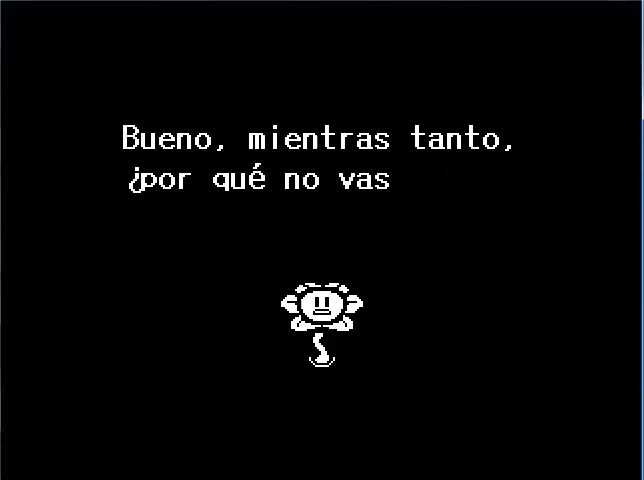 Bueno, mientras tanto,
¿por qué no vas